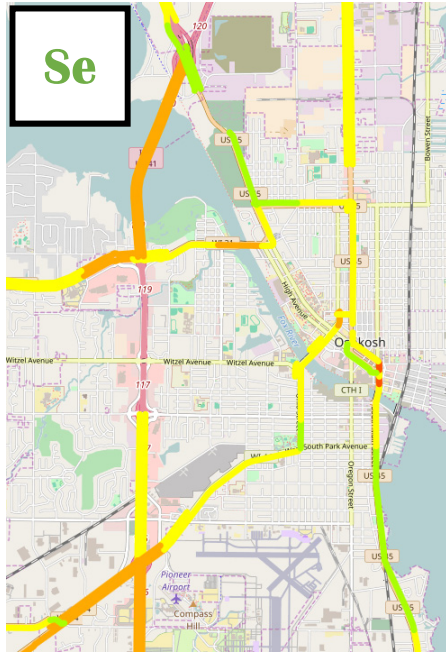 Se
120
US 45
Bowen Street
41
US 45
US 45
WI 21
US 45
119
High Avenue
Oshkosh
Witzel Avenue
Witzel Avenue
Witzel Avenue
117
CTH I
South Park Avenue
Oregon Street
US 45
Pioneer
Airport
Compass
Hill
US 45